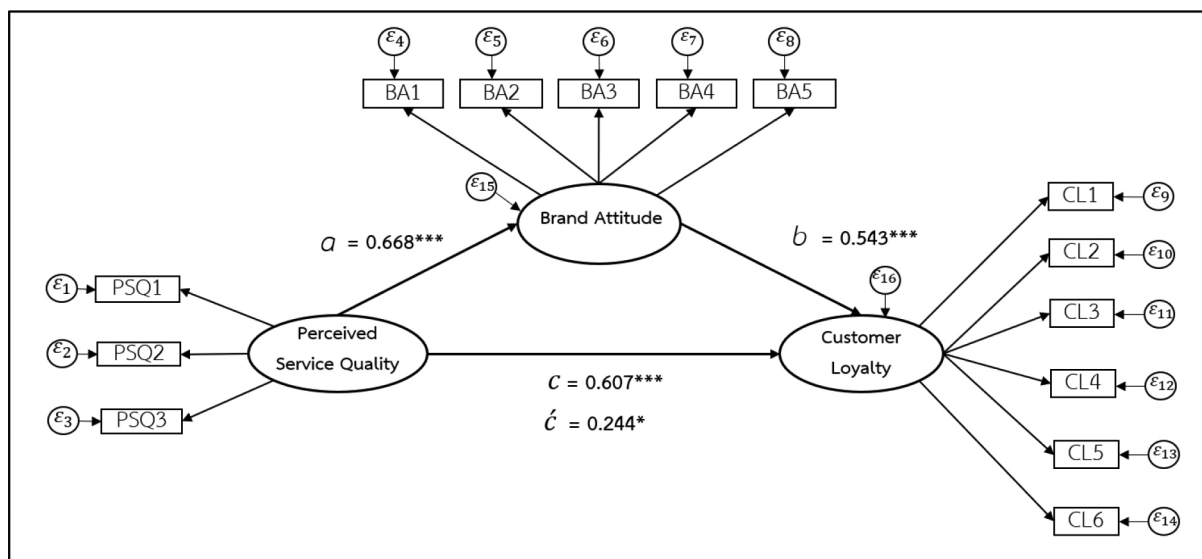 ε4
ε5
ε6
ε7
ε8
BA1
BA2
BA3
BA4
BA5
ε15
Brand Attitude
a = 0.668***
b = 0.543***
ε16
ε1
PSQ1
ε2
PSQ2
ε3
PSQ3
Perceived
Service Quality
Customer
Loyalty
c = 0.607***
ć = 0.244*
CL1
ε9
CL2
ε10
CL3
ε11
CL4
ε12
CL5
ε13
CL6
ε14